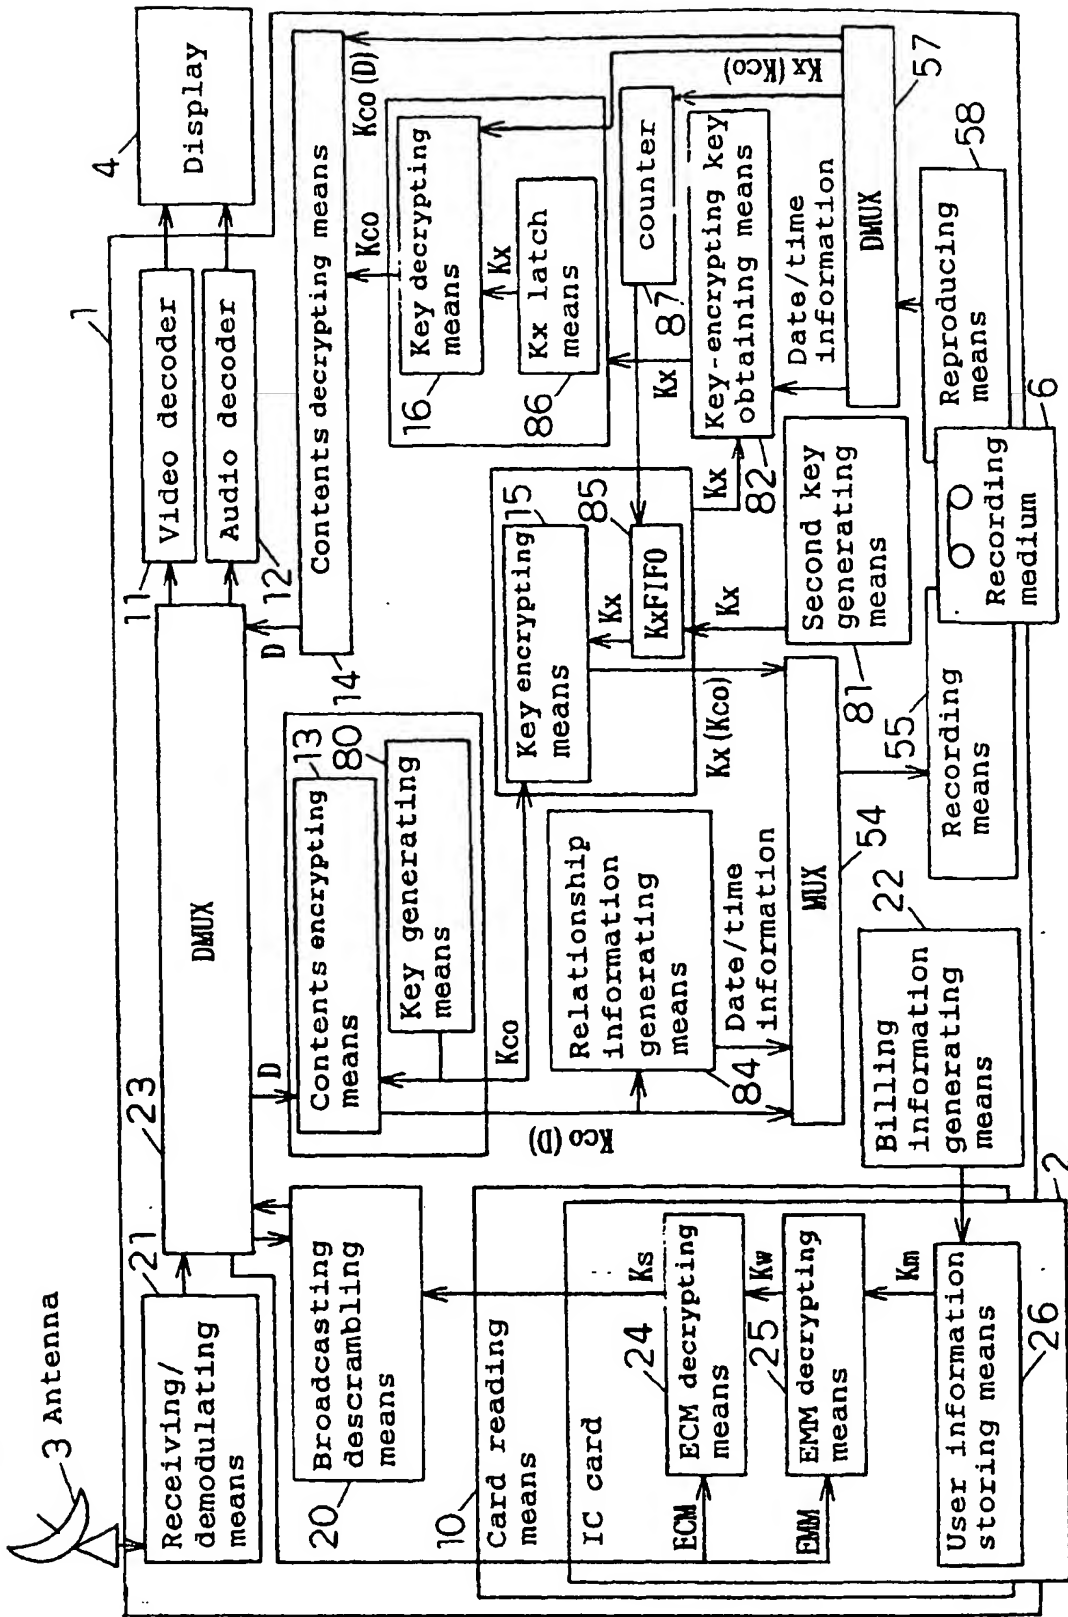 3 Antenna
Receiving/
demodulating
means
21
23
DMUX
1
11
Video decoder
Audio decoder
12
4
Display
20
Broadcasting
descrambling
means
D
Contents encrypting
means
13
Key generating
means
80
D
14
Contents decrypting means
Kco (D)
Kco
Kco
Kco (D)
Key decrypting
means
16
Kx
Kx latch
means
86
Kx (Kco)
10
Card reading
means
IC card
Ks
ECM
24
ECM decrypting
means
Kw
25
EMM
EMM decrypting
means
Km
User information
storing means
26
2
Relationship
information
generating
means
84
Date/time
information
Key encrypting
means
15
Kx
KxFIFO
85
Kx
Kx (Kco)
counter
87
Kx
Kx
Key-encrypting key
obtaining means
82
Date/time
information
DMUX
57
MUX
54
Second key
generating
means
81
Billing
information
generating
means
22
Recording
means
55
Recording
medium
6
Reproducing
means
58